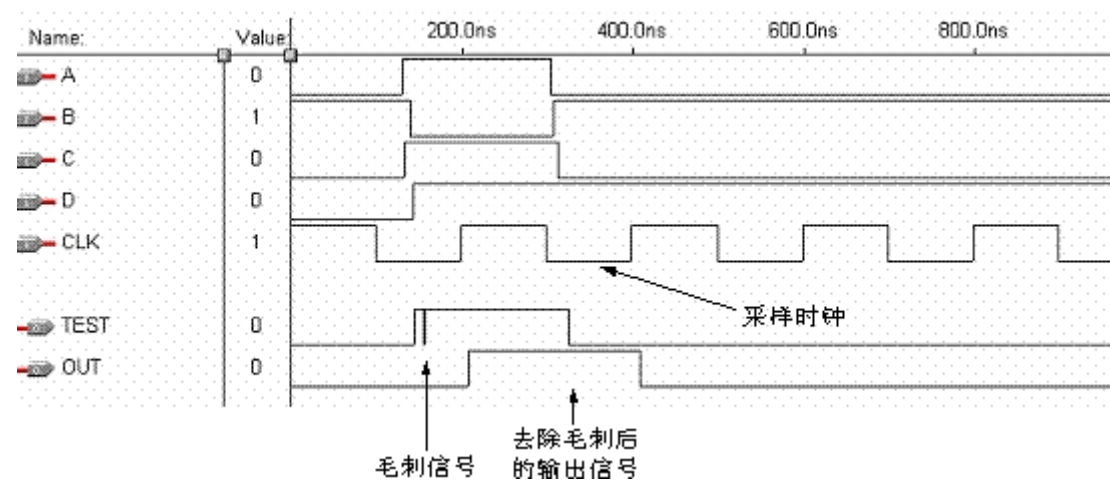 Name: Value: 200.0ns 400.0ns 600.0ns 800.0ns
A 0
B 1
C 0
D 0
CLK 1
采样时钟
TEST 0
OUT 0
毛刺信号
去除毛刺后
的输出信号